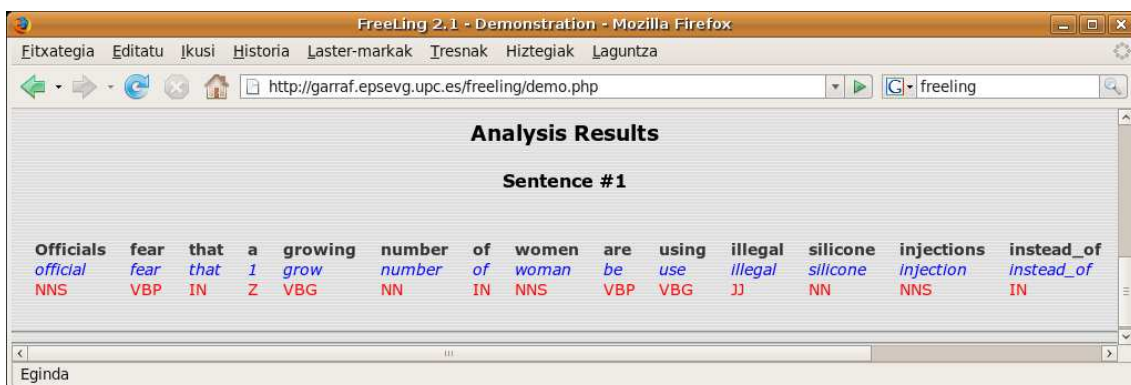 FreeLing 2.1 - Demonstration - Mozilla Firefox
Fitxategia Editatu Ikusi Historia Laster-markak Tresnak Hiztegiak Laguntza
http://garraf.epsevg.upc.es/freeling/demo.php G freeling
Analysis Results
Sentence #1
Officials fear that a growing number of women are using illegal silicone injections instead_of
official fear that 1 grow number of woman be use illegal silicone injection instead_of
NNS VBP IN Z VBG NN IN NNS VBP VBG JJ NN NNS IN
Eginda